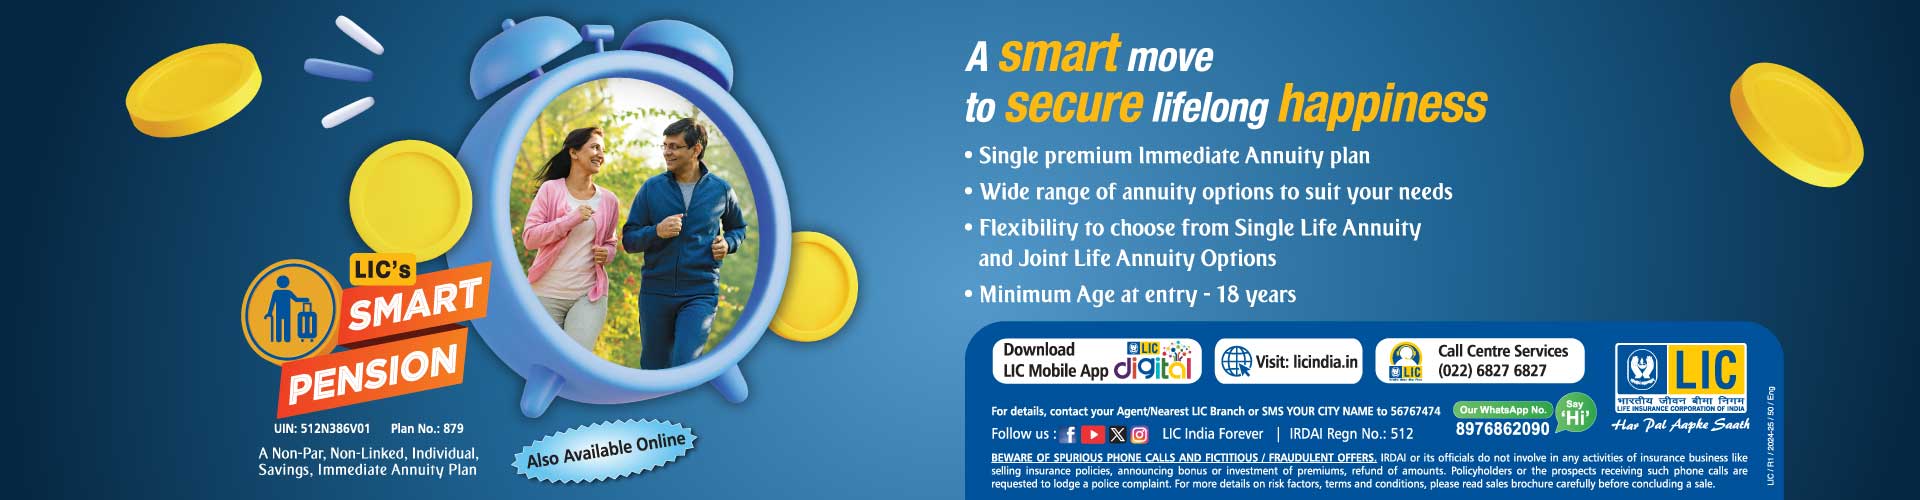 A smart move
to secure lifelong happiness
• Single premium Immediate Annuity plan
• Wide range of annuity options to suit your needs
• Flexibility to choose from Single Life Annuity
and Joint Life Annuity Options
• Minimum Age at entry - 18 years
LIC's
SMART
PENSION
UIN: 512N386V01 Plan No.: 879
A Non-Par, Non-Linked, Individual,
Savings, Immediate Annuity Plan
Also Available Online
Download
LIC Mobile App
LIC
digital
Visit: licindia.in
LIC
Call Centre Services
(022) 6827 6827
For details, contact your Agent/Nearest LIC Branch or SMS YOUR CITY NAME to 56767474
Our WhatsApp No.
8976862090
Say
'Hi'
Follow us : LIC India Forever | IRDAI Regn No.: 512
BEWARE OF SPURIOUS PHONE CALLS AND FICTITIOUS / FRAUDULENT OFFERS. IRDAI or its officials do not involve in any activities of insurance business like
selling insurance policies, announcing bonus or investment of premiums, refund of amounts. Policyholders or the prospects receiving such phone calls are
requested to lodge a police complaint. For more details on risk factors, terms and conditions, please read sales brochure carefully before concluding a sale.
LIC
भारतीय जीवन बीमा निगम
LIFE INSURANCE CORPORATION OF INDIA
Har Pal Aapke Saath
LIC / R1 / 2024-25 / 50 / Eng